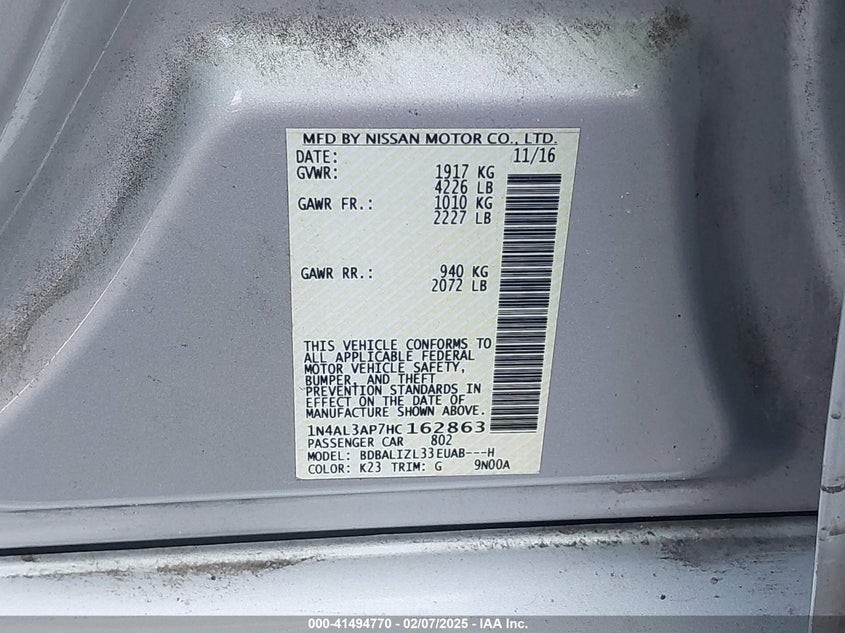 MFD BY NISSAN MOTOR CO., LTD.
DATE: 11/16
GVWR: 1917 KG
4226 LB
GAWR FR.: 1010 KG
2227 LB
GAWR RR.: 940 KG
2072 LB
THIS VEHICLE CONFORMS TO
ALL APPLICABLE FEDERAL
MOTOR VEHICLE SAFETY,
BUMPER, AND THEFT
PREVENTION STANDARDS IN
EFFECT ON THE DATE OF
MANUFACTURE SHOWN ABOVE.
1N4AL3AP7HC162863
PASSENGER CAR 802
MODEL: BDBALIZL33EUAB---H
COLOR: K23 TRIM: G 9N00A
000-41494770 - 02/07/2025 - IAA Inc.